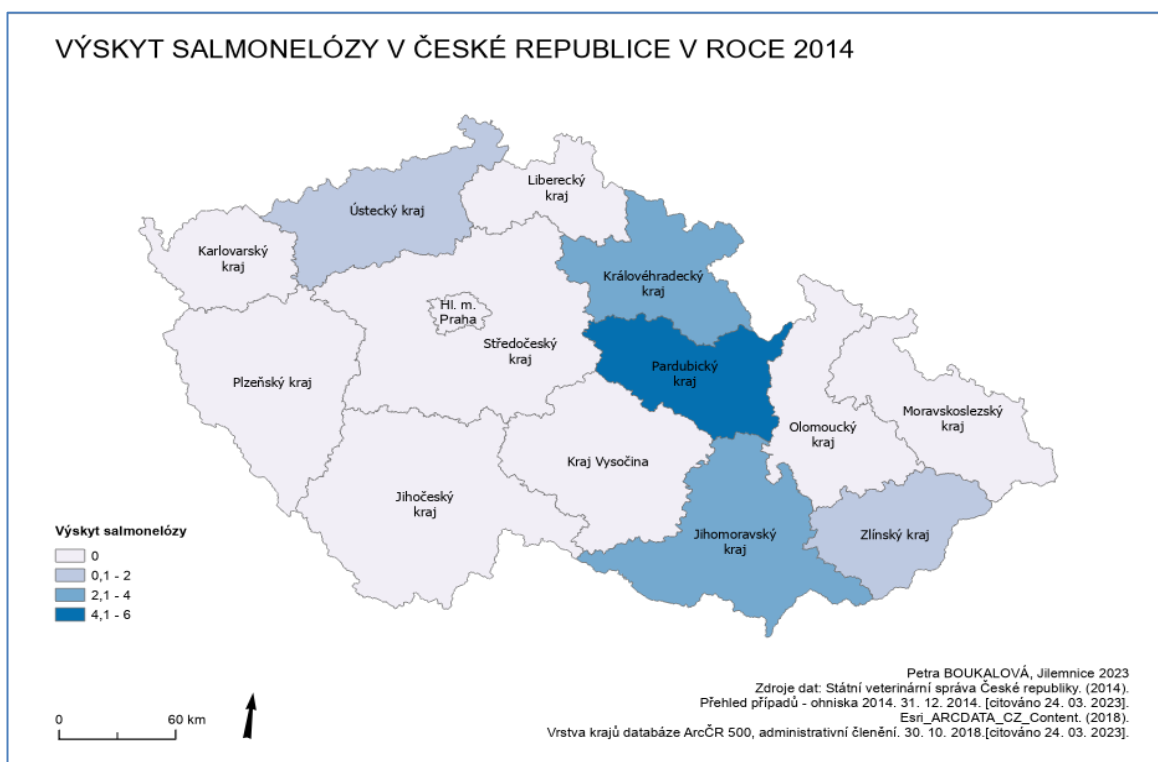 VÝSKYT SALMONELÓZY V ČESKÉ REPUBLICE V ROCE 2014
Liberecký
kraj
Ústecký kraj
Karlovarský
kraj
Královéhradecký
kraj
Hl. m.
Praha
Středočeský
kraj
Pardubický
kraj
Plzeňský kraj
Moravskoslezský
kraj
Olomoucký
kraj
Kraj Vysočina
Jihočeský
kraj
Jihomoravský
kraj
Zlínský kraj
Výskyt salmonelózy
0
0,1 - 2
2,1 - 4
4,1 - 6
0 60 km
Petra BOUKALOVÁ, Jilemnice 2023
Zdroje dat: Státní veterinární správa České republiky. (2014).
Přehled případů - ohniska 2014. 31. 12. 2014. [citováno 24. 03. 2023].
Esri_ARCDATA_CZ_Content. (2018).
Vrstva krajů databáze ArcČR 500, administrativní členění. 30. 10. 2018.[citováno 24. 03. 2023].